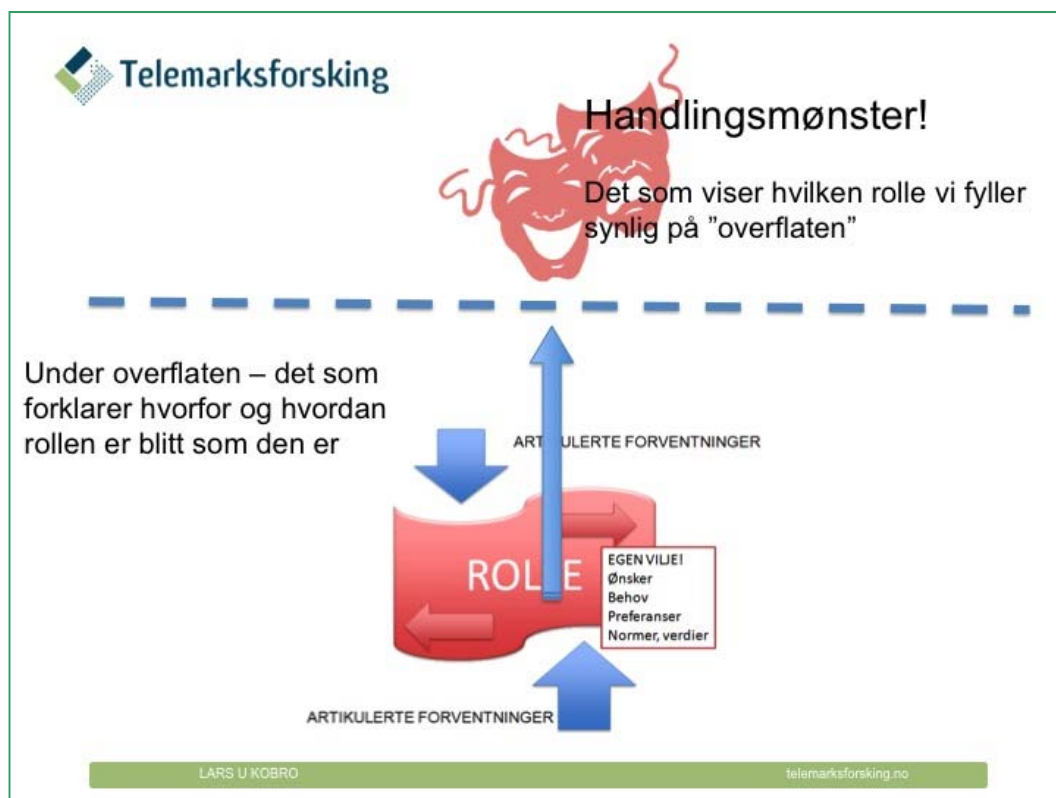 Telemarksforsking
Handlingsmønster!
Det som viser hvilken rolle vi fyller
synlig på ”overflaten”
Under overflaten – det som
forklarer hvorfor og hvordan
rollen er blitt som den er
ARTIKULERTE FORVENTNINGER
ROLLE
EGEN VILJE!
Ønsker
Behov
Preferanser
Normer, verdier
ARTIKULERTE FORVENTNINGER
LARS U KOBRO
telemarksforsking.no